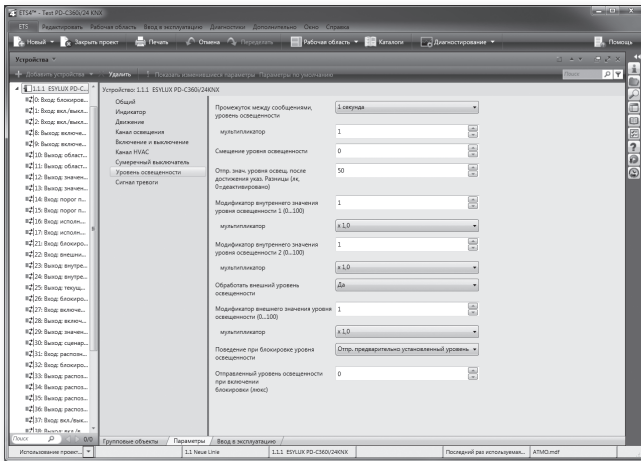 ETS4™ - Test PD-C360i/24 KNX
ETS Редактировать Рабочая область Ввод в эксплуатацию Диагностики Дополнительно Окно Справка
Новый Закрыть проект Печать Отмена Переделать Рабочая область Каталоги Диагностирование Помощь
Устройства
Добавить устройства Удалить Показать изменившиеся параметры Параметры по умолчанию Поиск
1.1.1 ESYLUX PD-C...
0: Вход: блокиров...
1: Вход: вкл./выкл...
2: Вход: вкл./выкл...
8: Выход: включе...
9: Выход: включе...
10: Выход: област...
11: Выход: област...
12: Выход: значен...
13: Выход: значен...
14: Вход: порог п...
15: Вход: порог п...
16: Вход: исполн...
17: Вход: исполн...
21: Вход: блокиро...
22: Вход: внешни...
23: Выход: внутре...
24: Выход: внутре...
25: Выход: текущ...
26: Вход: блокиро...
27: Вход: включе...
28: Выход: включ...
29: Выход: значен...
30: Выход: сценар...
31: Вход: распозн...
32: Вход: блокиро...
33: Выход: распоз...
34: Выход: распоз...
35: Выход: распоз...
36: Выход: распоз...
37: Вход: вкл./вык...
38: Выход: вкл./в...
Поиск 0/0
Устройство: 1.1.1 ESYLUX PD-C360i/24KNX
Общий
Индикатор
Движение
Канал освещения
Включение и выключение
Канал HVAC
Сумеречный выключатель
Уровень освещенности
Сигнал тревоги
Промежуток между сообщениями,
уровень освещенности
1 секунда
мультипликатор 1
Смещение уровня освещенности 0
Отпр. знач. уровня освещ. после
достижения указ. Разницы (лк,
0=деактивировано)
50
Модификатор внутреннего значения
уровня освещенности 1 (0...100)
1
мультипликатор x 1,0
Модификатор внутреннего значения
уровня освещенности 2 (0...100)
1
мультипликатор x 1,0
Обработать внешний уровень
освещенности
Да
Модификатор внешнего значения уровня
освещенности (0...100)
1
мультипликатор x 1,0
Поведение при блокировке уровня
освещенности
Отпр. предварительно установленный уровень
Отправленный уровень освещенности
при включении
блокировки (люкс)
0
Групповые объекты Параметры Ввод в эксплуатацию
Использование проект... 1.1 Neue Linie 1.1.1 ESYLUX PD-C360i/24KNX Последний раз используемая... ATMO.mdf